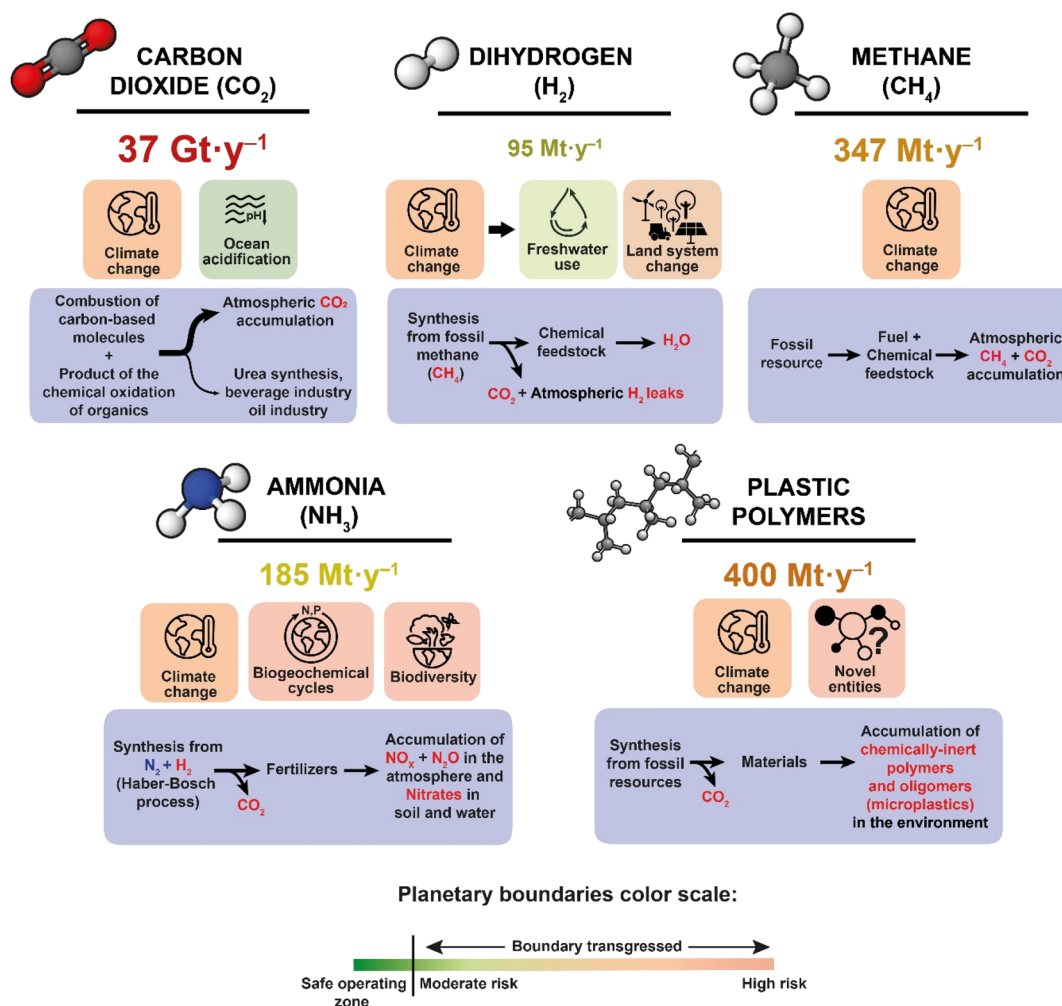 CARBON
DIOXIDE (CO₂)
37 Gt·y⁻¹
Climate
change
pH
Ocean
acidification
Combustion of
carbon-based
molecules
+
Product of the
chemical oxidation
of organics
Atmospheric CO₂
accumulation
Urea synthesis,
beverage industry
oil industry
DIHYDROGEN
(H₂)
95 Mt·y⁻¹
Climate
change
Freshwater
use
Land system
change
Synthesis
from fossil
methane
(CH₄)
Chemical
feedstock
H₂O
CO₂ + Atmospheric H₂ leaks
METHANE
(CH₄)
347 Mt·y⁻¹
Climate
change
Fossil
resource
Fuel +
Chemical
feedstock
Atmospheric
CH₄ + CO₂
accumulation
AMMONIA
(NH₃)
185 Mt·y⁻¹
Climate
change
N,P
Biogeochemical
cycles
Biodiversity
Synthesis from
N₂ + H₂
(Haber-Bosch
process)
CO₂
Fertilizers
Accumulation of
NOₓ + N₂O in the
atmosphere and
Nitrates in
soil and water
PLASTIC
POLYMERS
400 Mt·y⁻¹
Climate
change
?
Novel
entities
Synthesis
from fossil
resources
CO₂
Materials
Accumulation of
chemically-inert
polymers
and oligomers
(microplastics)
in the environment
Planetary boundaries color scale:
Boundary transgressed
Safe operating
zone
Moderate risk
High risk